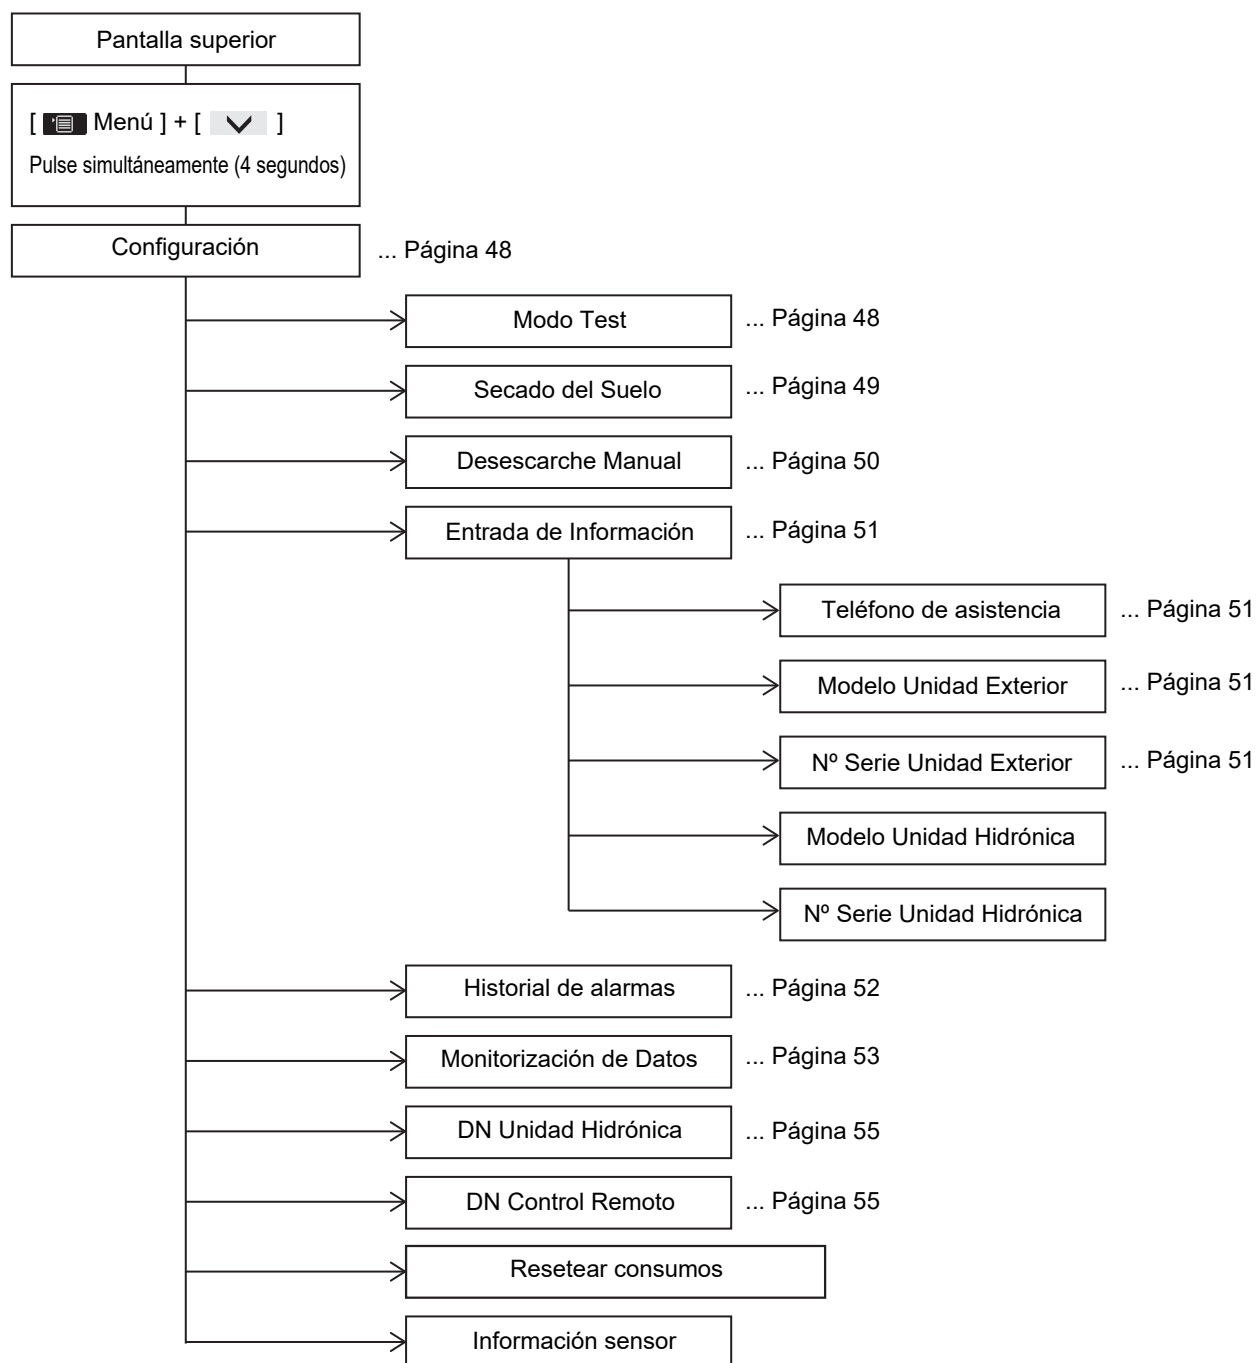 Pantalla superior
[ Menú ] + [ ]
Pulse simultáneamente (4 segundos)
Configuración ... Página 48
Modo Test ... Página 48
Secado del Suelo ... Página 49
Desescarche Manual ... Página 50
Entrada de Información ... Página 51
Teléfono de asistencia ... Página 51
Modelo Unidad Exterior ... Página 51
Nº Serie Unidad Exterior ... Página 51
Modelo Unidad Hidrónica
Nº Serie Unidad Hidrónica
Historial de alarmas ... Página 52
Monitorización de Datos ... Página 53
DN Unidad Hidrónica ... Página 55
DN Control Remoto ... Página 55
Resetear consumos
Información sensor